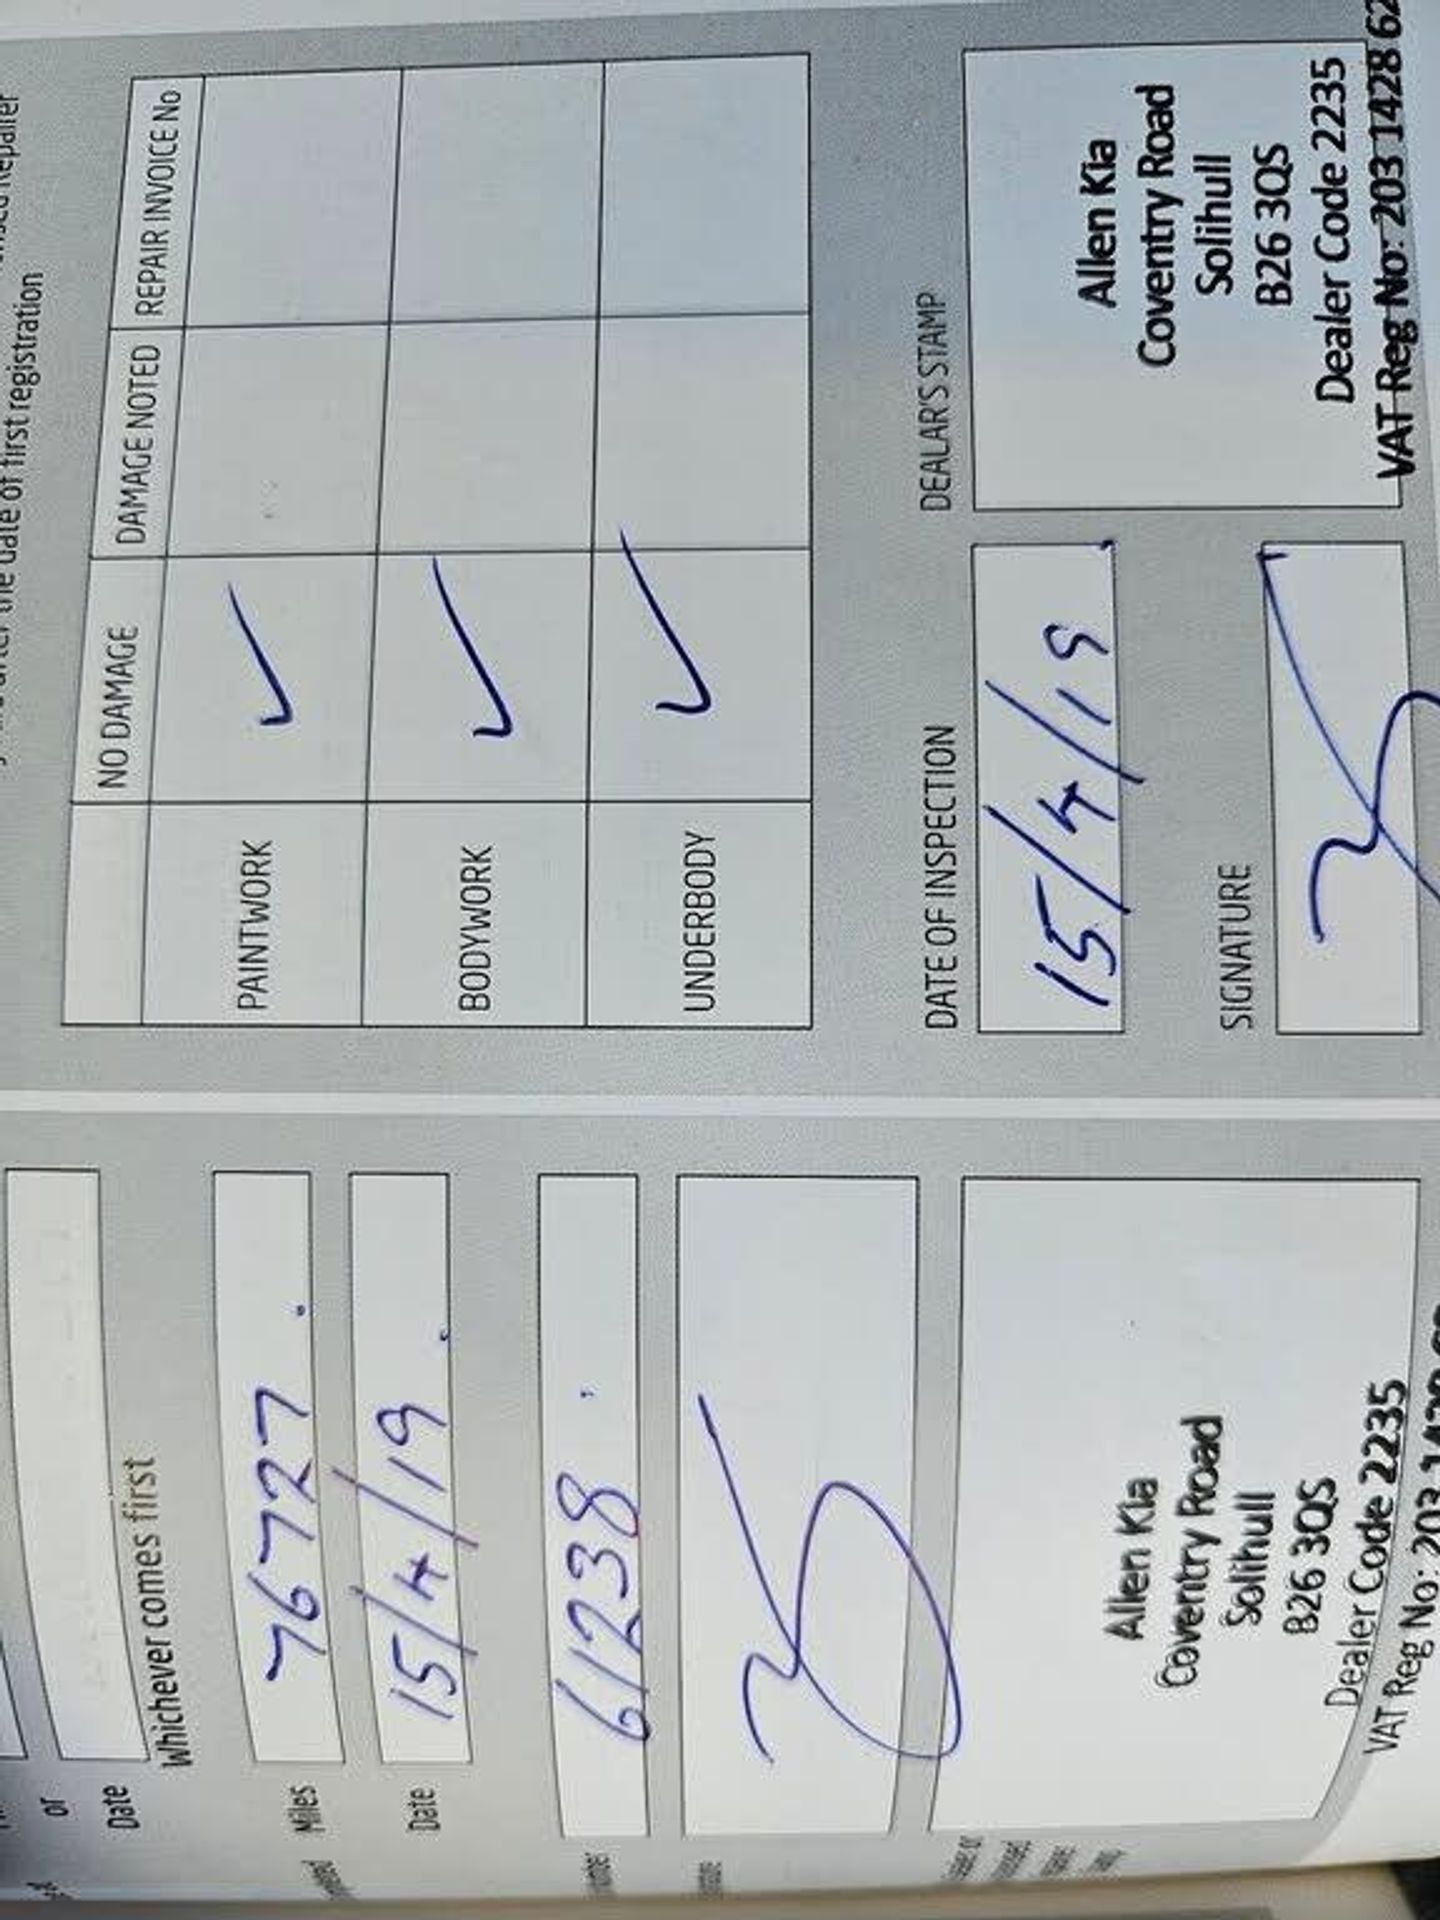 or
Date
Whichever comes first
Miles 76727
Date 15/4/19
61238
Allen Kia
Coventry Road
Solihull
B26 3QS
Dealer Code 2235
VAT Reg No: 203
the date of first registration
NO DAMAGE DAMAGE NOTED REPAIR INVOICE No
PAINTWORK ✓
BODYWORK ✓
UNDERBODY ✓
DATE OF INSPECTION DEALAR'S STAMP
15/4/19
SIGNATURE
Allen Kia
Coventry Road
Solihull
B26 3QS
Dealer Code 2235
VAT Reg No: 203 1428 62